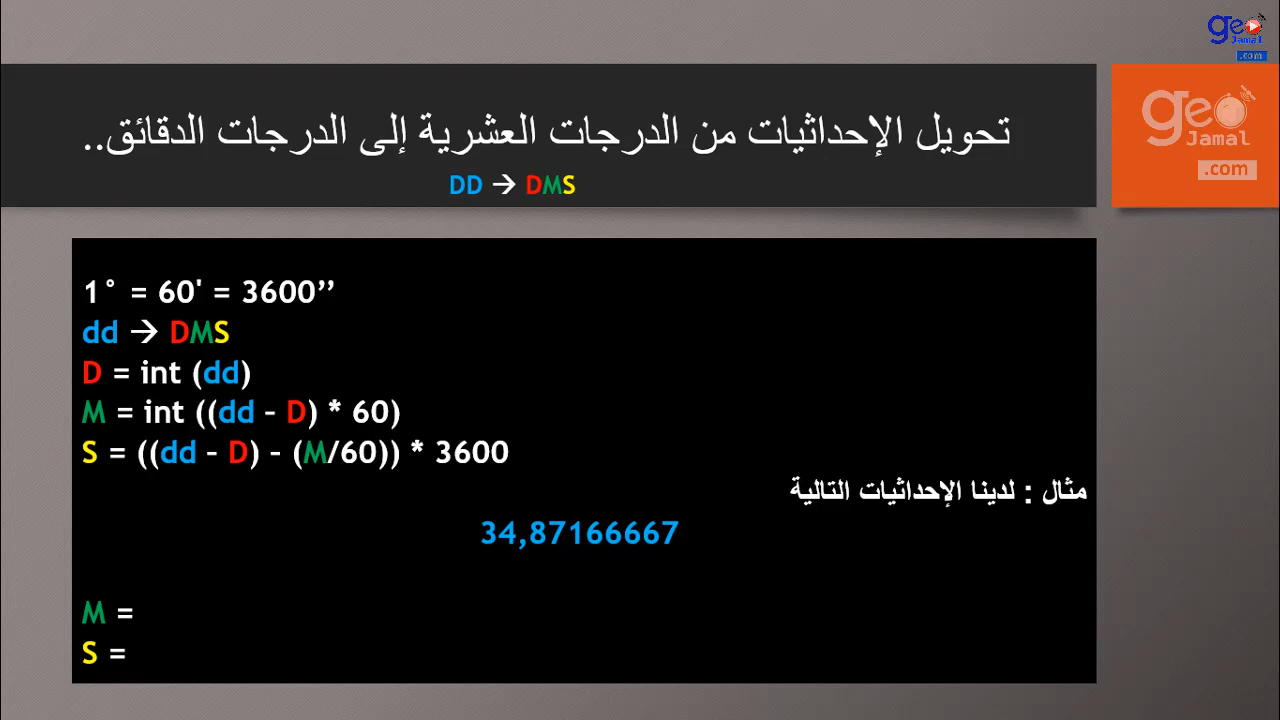 geo
Jamal
.com
تحويل الإحداثيات من الدرجات العشرية إلى الدرجات الدقائق..
DD → DMS
geo
Jamal
.com
1° = 60' = 3600’’
dd → DMS
D = int (dd)
M = int ((dd – D) * 60)
S = ((dd – D) – (M/60)) * 3600
مثال : لدينا الإحداثيات التالية
34,87166667
M =
S =